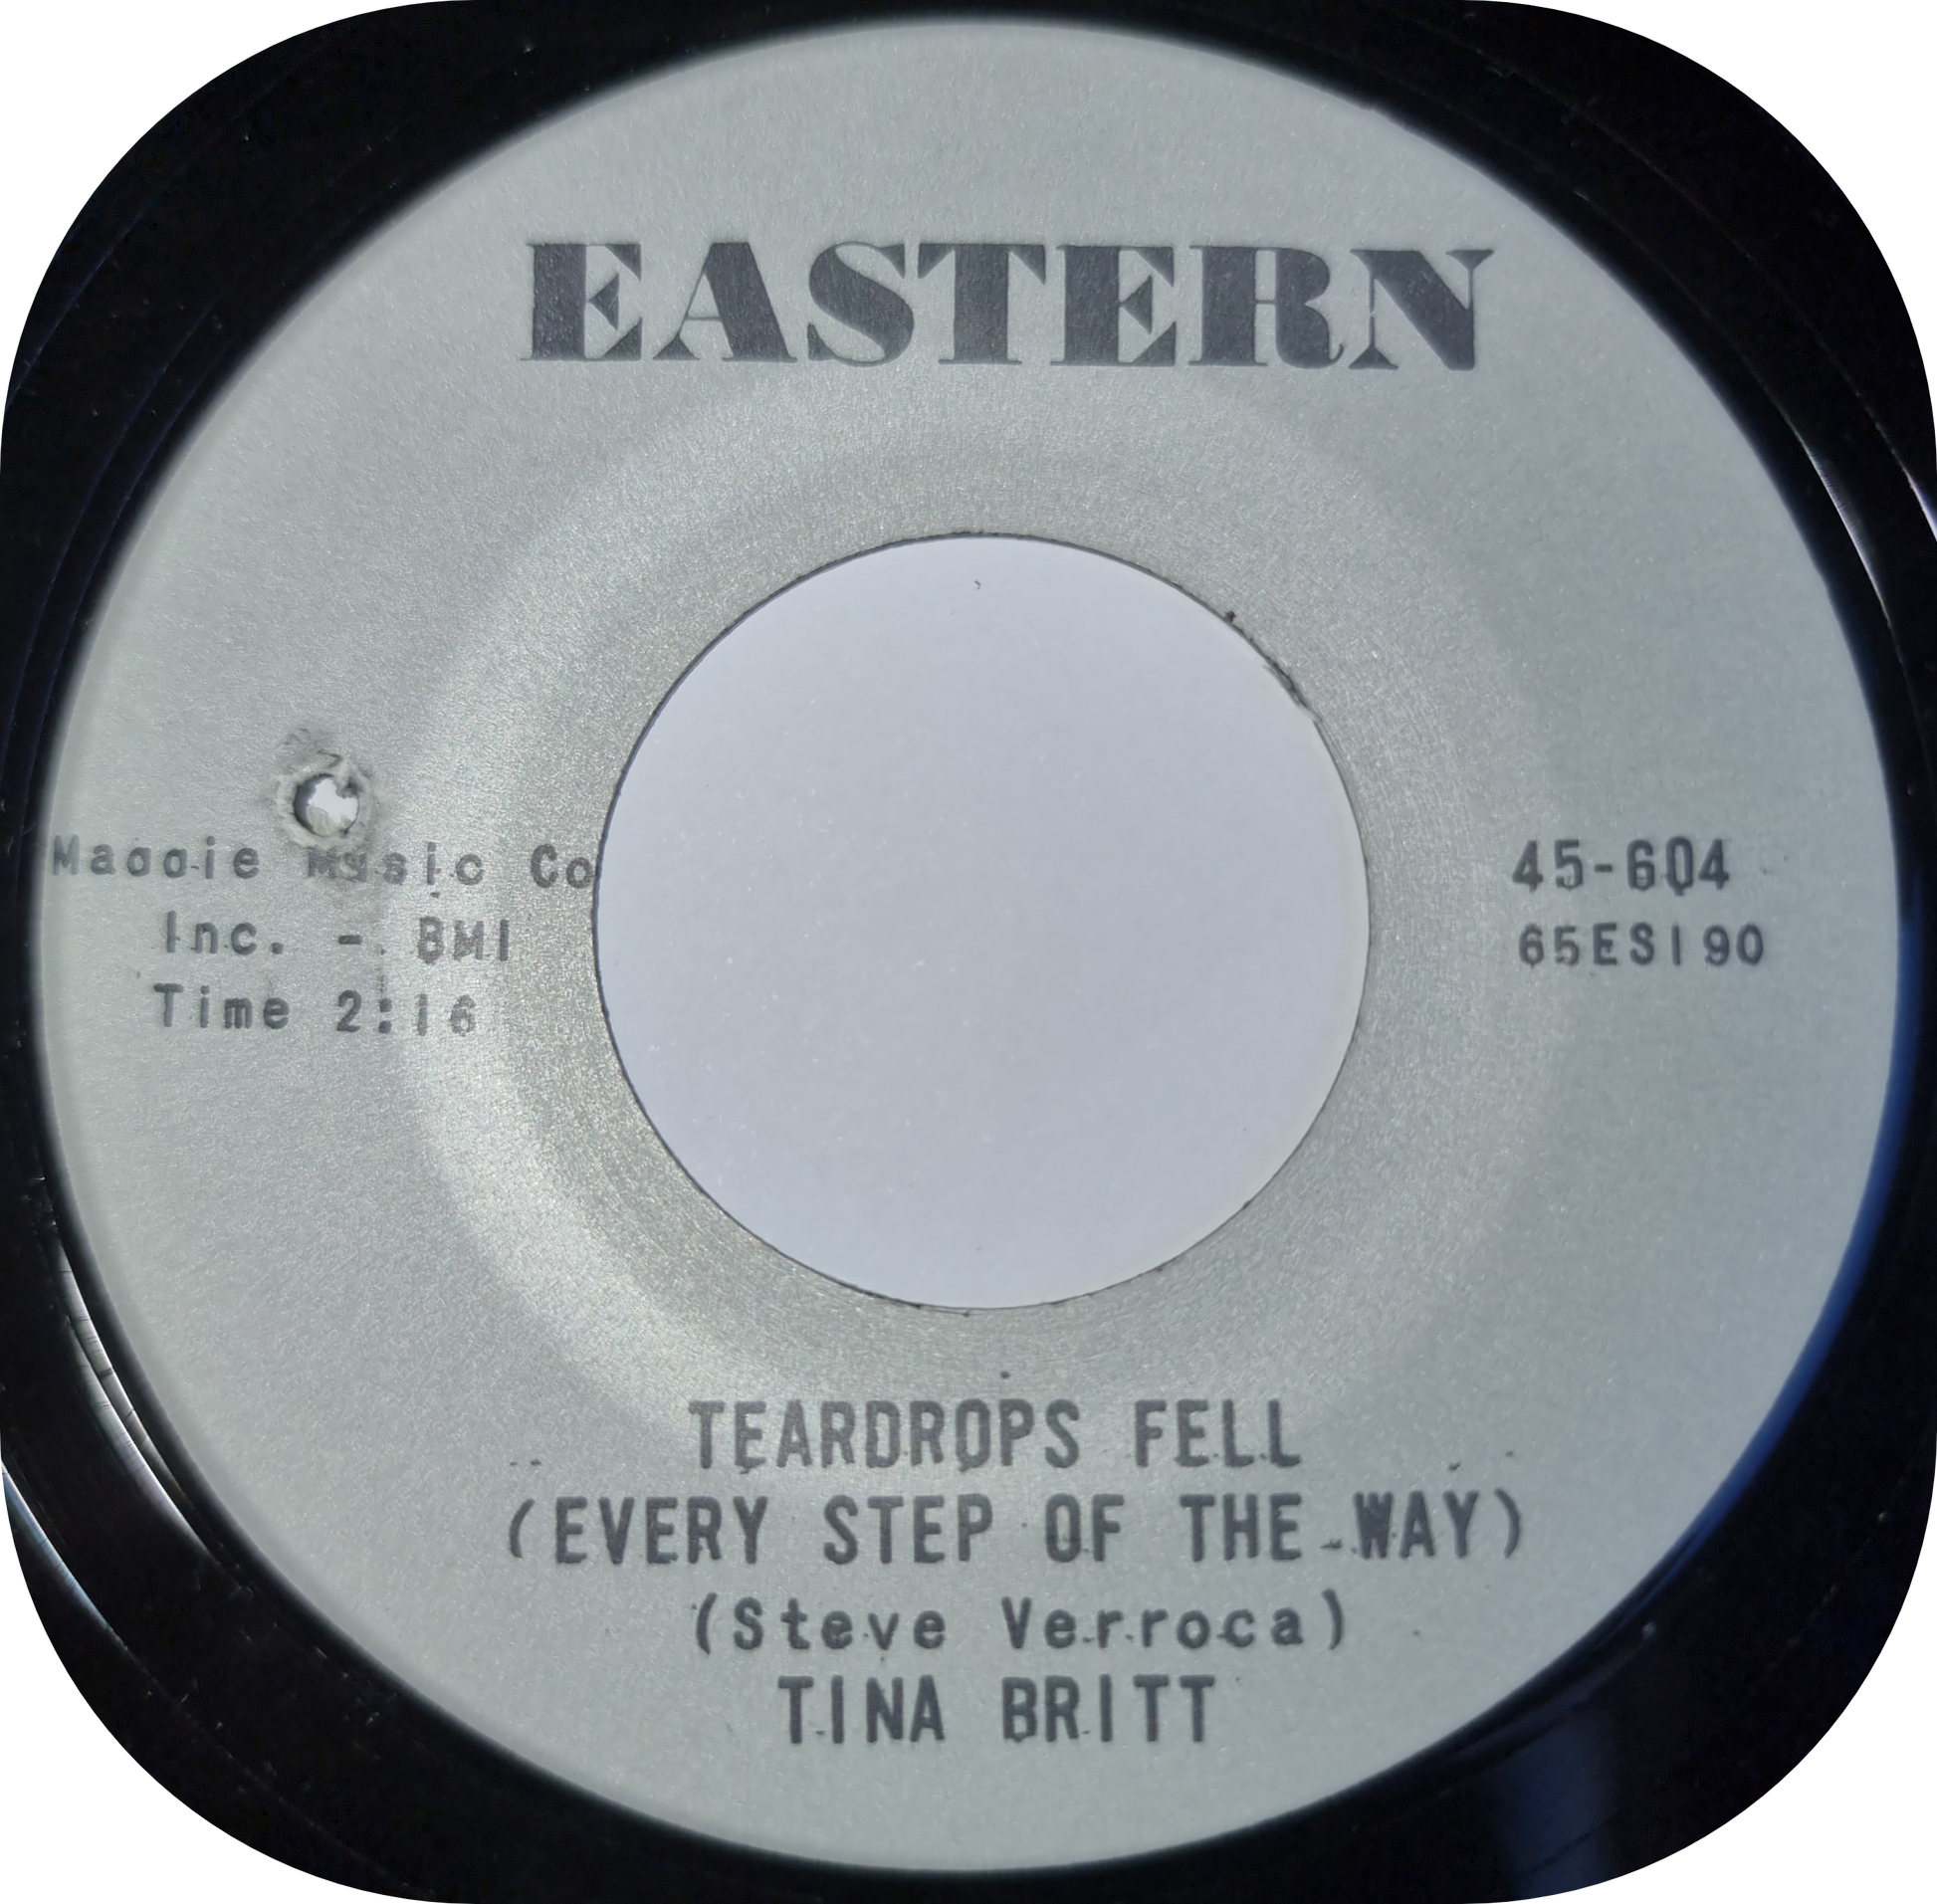 EASTERN
Maggie Music Co
Inc. - BMI
Time 2:16
45-604
65ES190
TEARDROPS FELL
(EVERY STEP OF THE WAY)
(Steve Verroca)
TINA BRITT